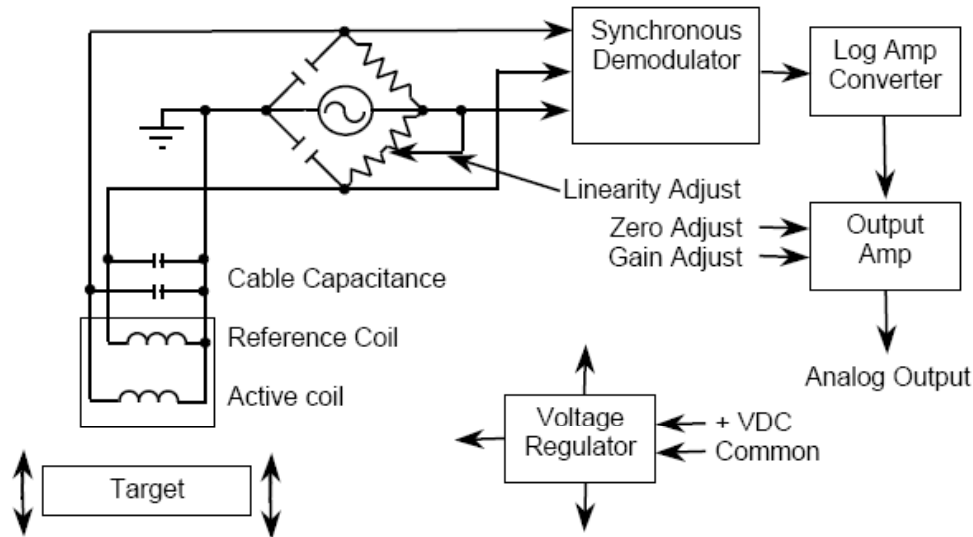 Synchronous
Demodulator
Log Amp
Converter
Linearity Adjust
Zero Adjust
Gain Adjust
Output
Amp
Cable Capacitance
Reference Coil
Active coil
Analog Output
Voltage
Regulator
+ VDC
Common
Target